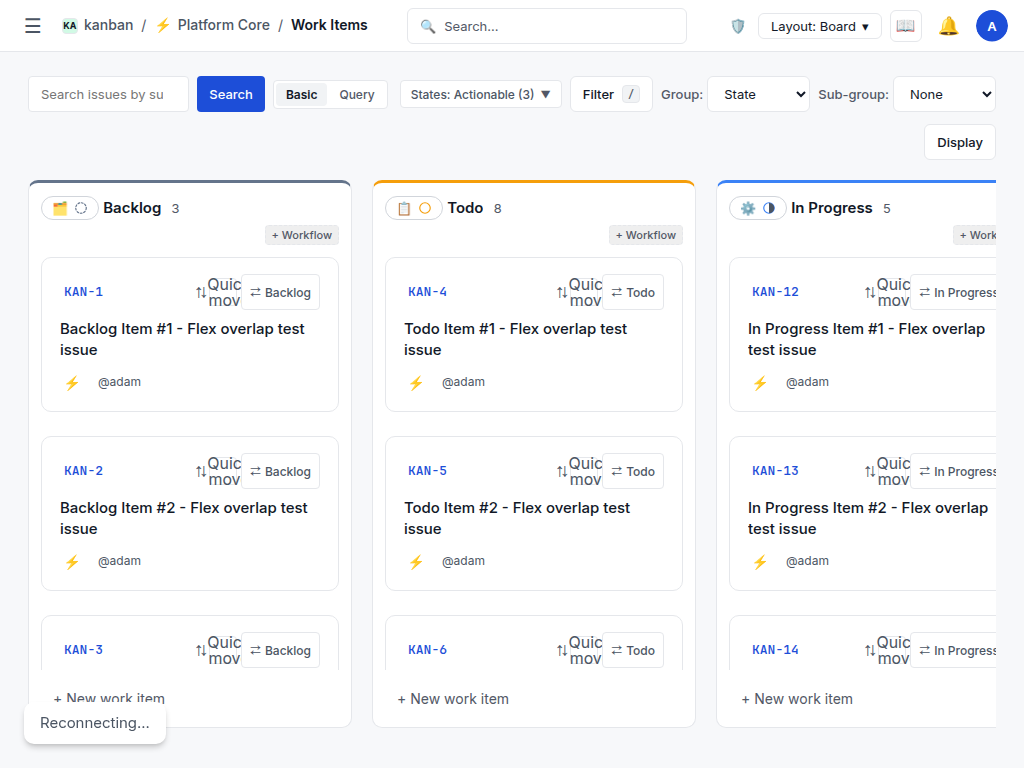 ☰ KA kanban / ⚡ Platform Core / Work Items Search... Layout: Board ▾ A
Search issues by su Search Basic Query States: Actionable (3) ▼ Filter / Group: State Sub-group: None
Display
Backlog 3
+ Workflow
KAN-1 Quic
mov
⇄ Backlog
Backlog Item #1 - Flex overlap test
issue
@adam
KAN-2 Quic
mov
⇄ Backlog
Backlog Item #2 - Flex overlap test
issue
@adam
KAN-3 Quic
mov
⇄ Backlog
+ New work item
Todo 8
+ Workflow
KAN-4 Quic
mov
⇄ Todo
Todo Item #1 - Flex overlap test
issue
@adam
KAN-5 Quic
mov
⇄ Todo
Todo Item #2 - Flex overlap test
issue
@adam
KAN-6 Quic
mov
⇄ Todo
+ New work item
In Progress 5
+ Work
KAN-12 Quic
mov
⇄ In Progress
In Progress Item #1 - Flex overlap
test issue
@adam
KAN-13 Quic
mov
⇄ In Progress
In Progress Item #2 - Flex overlap
test issue
@adam
KAN-14 Quic
mov
⇄ In Progress
+ New work item
Reconnecting...